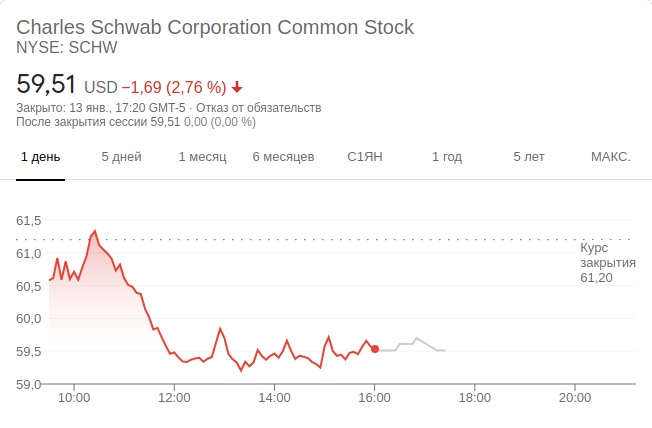 Charles Schwab Corporation Common Stock
NYSE: SCHW
59,51 USD −1,69 (2,76 %)
Закрыто: 13 янв., 17:20 GMT-5 · Отказ от обязательств
После закрытия сессии 59,51 0,00 (0,00 %)
1 день 5 дней 1 месяц 6 месяцев С1ЯН 1 год 5 лет МАКС.
61,5
Курс
закрытия
61,20
61,0
60,5
60,0
59,5
59,0
10:00 12:00 14:00 16:00 18:00 20:00